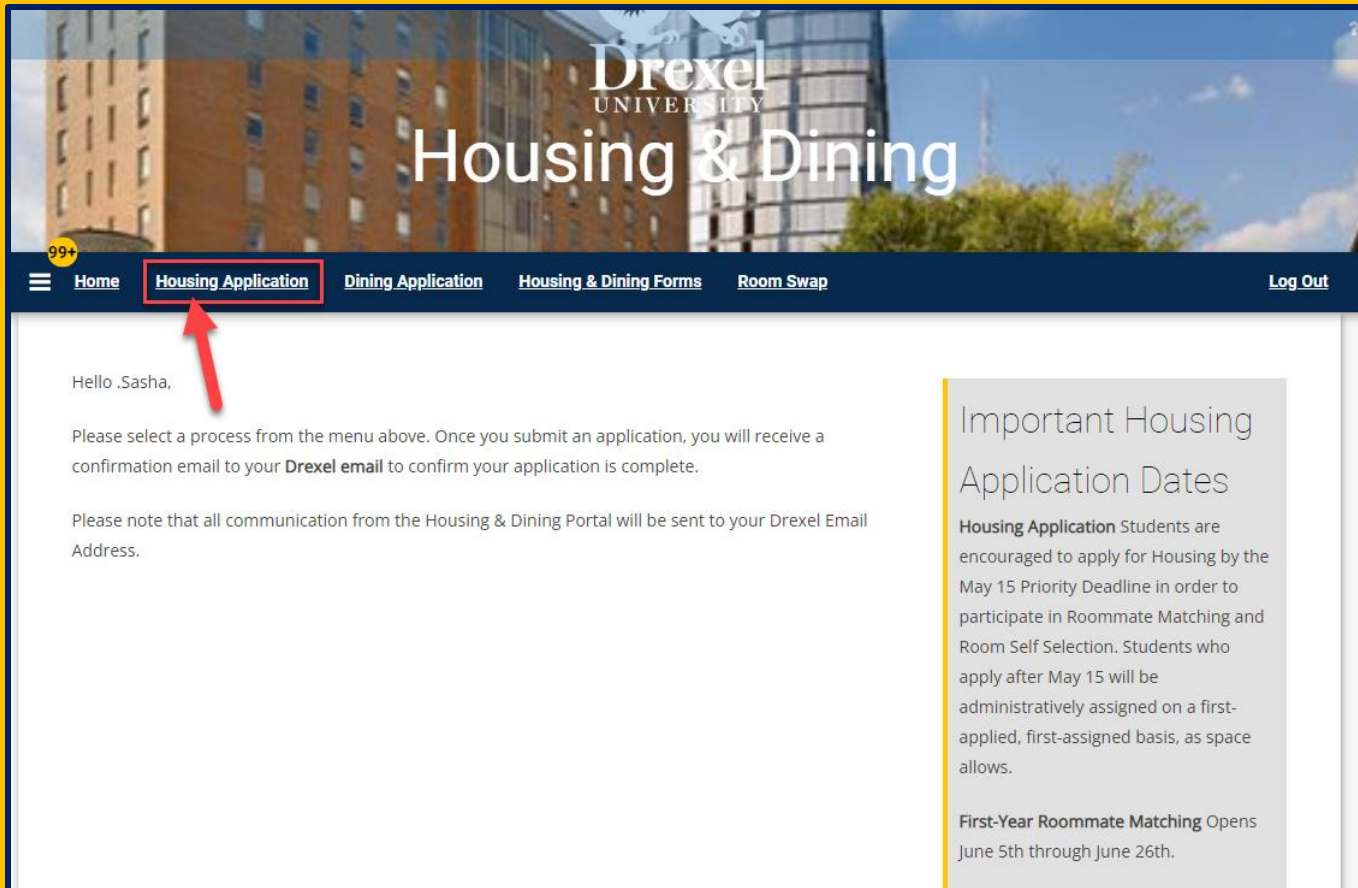 Drexel
UNIVERSITY
Housing & Dining
99+
Home Housing Application Dining Application Housing & Dining Forms Room Swap Log Out
Hello .Sasha,
Please select a process from the menu above. Once you submit an application, you will receive a
confirmation email to your Drexel email to confirm your application is complete.
Please note that all communication from the Housing & Dining Portal will be sent to your Drexel Email
Address.
Important Housing
Application Dates
Housing Application Students are
encouraged to apply for Housing by the
May 15 Priority Deadline in order to
participate in Roommate Matching and
Room Self Selection. Students who
apply after May 15 will be
administratively assigned on a first-
applied, first-assigned basis, as space
allows.
First-Year Roommate Matching Opens
June 5th through June 26th.